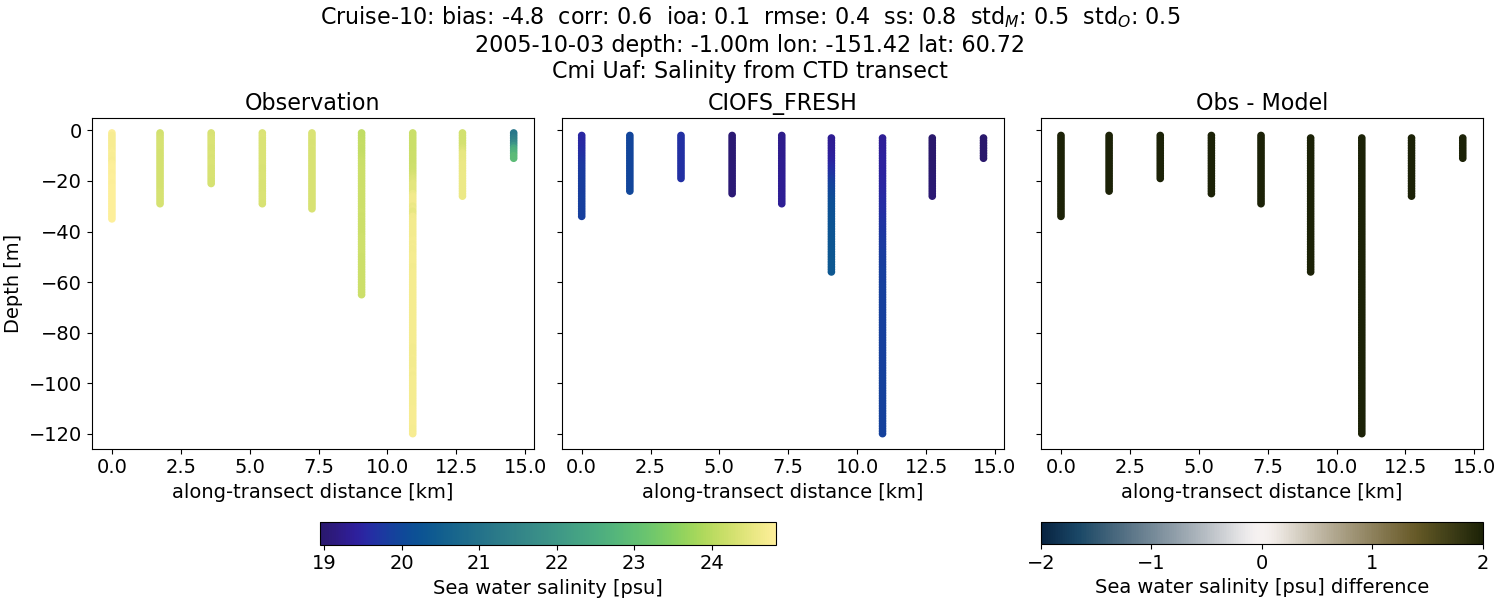 Cruise-10: bias: -4.8 corr: 0.6 ioa: 0.1 rmse: 0.4 ss: 0.8 std_M: 0.5 std_O: 0.5
2005-10-03 depth: -1.00m lon: -151.42 lat: 60.72
Cmi Uaf: Salinity from CTD transect
Observation
CIOFS_FRESH
Obs - Model
Depth [m]
0
−20
−40
−60
−80
−100
−120
0.0 2.5 5.0 7.5 10.0 12.5 15.0
0.0 2.5 5.0 7.5 10.0 12.5 15.0
0.0 2.5 5.0 7.5 10.0 12.5 15.0
along-transect distance [km]
along-transect distance [km]
along-transect distance [km]
19 20 21 22 23 24
Sea water salinity [psu]
−2 −1 0 1 2
Sea water salinity [psu] difference